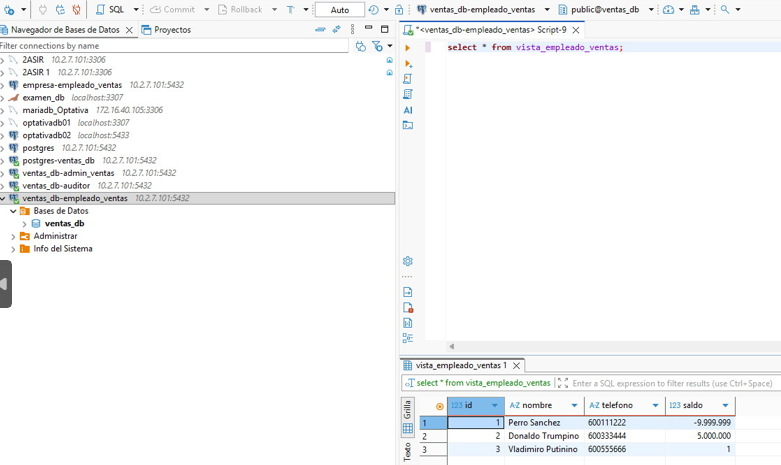 SQL Commit Rollback T Auto ventas_db-empleado_ventas public@ventas_db
Navegador de Bases de Datos Proyectos
Filter connections by name
2ASIR 10.2.7.101:3306
2ASIR 1 10.2.7.101:3306
empresa-empleado_ventas 10.2.7.101:5432
examen_db localhost:3307
mariadb_Optativa 172.16.40.105:3306
optativadb01 localhost:3307
optativadb02 localhost:5433
postgres 10.2.7.101:5432
postgres-ventas_db 10.2.7.101:5432
ventas_db-admin_ventas 10.2.7.101:5432
ventas_db-auditor 10.2.7.101:5432
ventas_db-empleado_ventas 10.2.7.101:5432
Bases de Datos
ventas_db
Administrar
Info del Sistema
*<ventas_db-empleado_ventas> Script-9
select * from vista_empleado_ventas;
AI
vista_empleado_ventas 1
select * from vista_empleado_ventas Enter a SQL expression to filter results (use Ctrl+Space)
Grilla
Texto
123 id A-Z nombre A-Z telefono 123 saldo
1 1 Perro Sanchez 600111222 -9.999.999
2 2 Donaldo Trumpino 600333444 5.000.000
3 3 Vladimiro Putinino 600555666 1